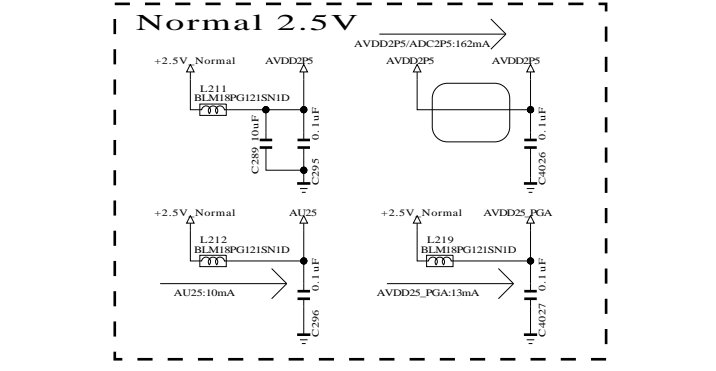 Normal 2.5V
AVDD2P5/ADC2P5:162mA
+2.5V_Normal
AVDD2P5
AVDD2P5
AVDD2P5
L211
BLM18PG121SN1D
C289 10uF
0.1uF
C295
0.1uF
C4026
+2.5V_Normal
AU25
+2.5V_Normal
AVDD25_PGA
L212
BLM18PG121SN1D
L219
BLM18PG121SN1D
AU25:10mA
0.1uF
C296
AVDD25_PGA:13mA
0.1uF
C4027